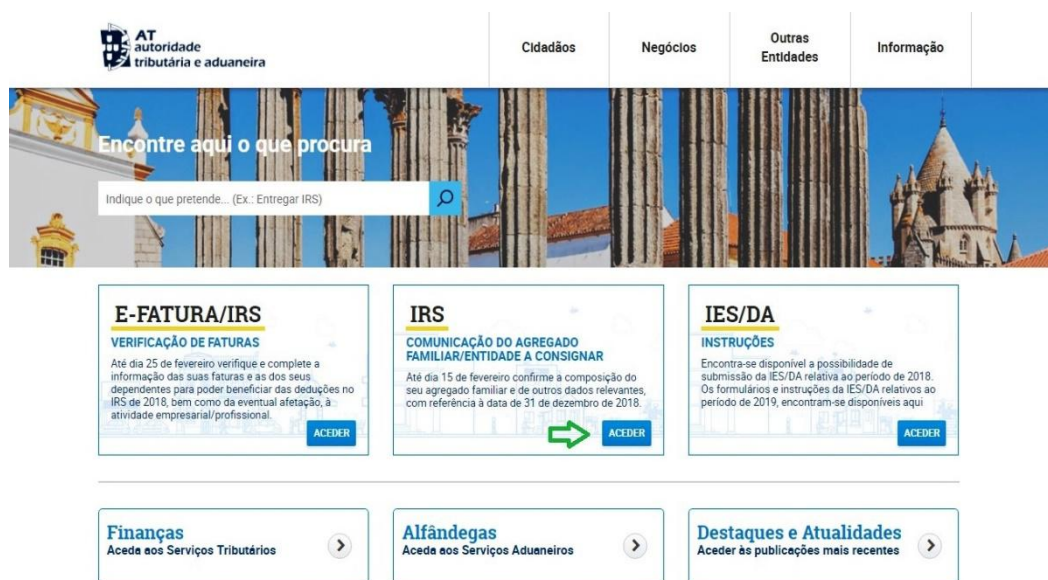 AT
autoridade
tributária e aduaneira
Cidadãos
Negócios
Outras
Entidades
Informação
Encontre aqui o que procura
Indique o que pretende... (Ex.: Entregar IRS)
E-FATURA/IRS
VERIFICAÇÃO DE FATURAS
Até dia 25 de fevereiro verifique e complete a
informação das suas faturas e as dos seus
dependentes para poder beneficiar das deduções no
IRS de 2018, bem como da eventual afetação, à
atividade empresarial/profissional.
ACEDER
IRS
COMUNICAÇÃO DO AGREGADO
FAMILIAR/ENTIDADE A CONSIGNAR
Até dia 15 de fevereiro confirme a composição do
seu agregado familiar e de outros dados relevantes,
com referência à data de 31 de dezembro de 2018.
ACEDER
IES/DA
INSTRUÇÕES
Encontra-se disponível a possibilidade de
submissão da IES/DA relativa ao período de 2018.
Os formulários e instruções da IES/DA relativos ao
período de 2019, encontram-se disponíveis aqui
ACEDER
Finanças
Aceda aos Serviços Tributários
Alfândegas
Aceda aos Serviços Aduaneiros
Destaques e Atualidades
Aceder às publicações mais recentes